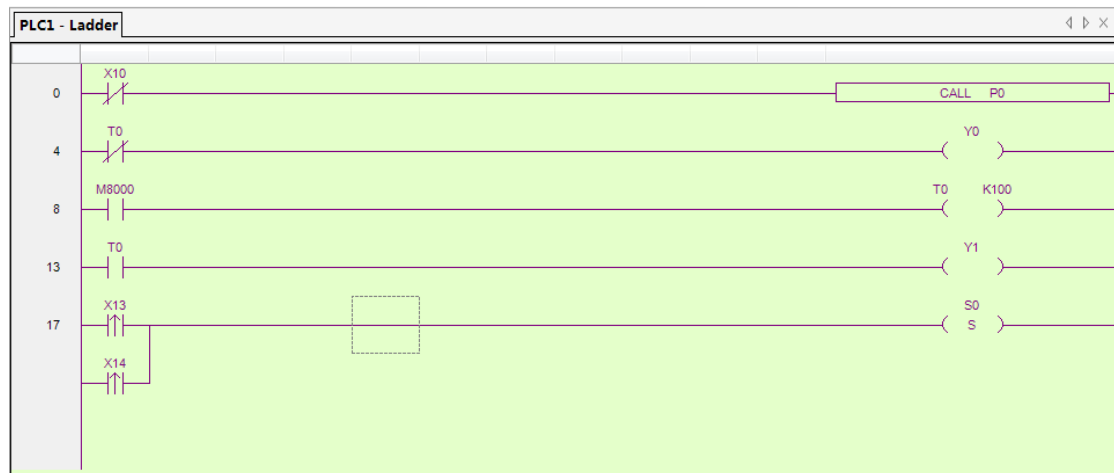 PLC1 - Ladder
X10
0 CALL P0
T0 Y0
4
M8000 T0 K100
8
T0 Y1
13
X13 S0
17 S
X14